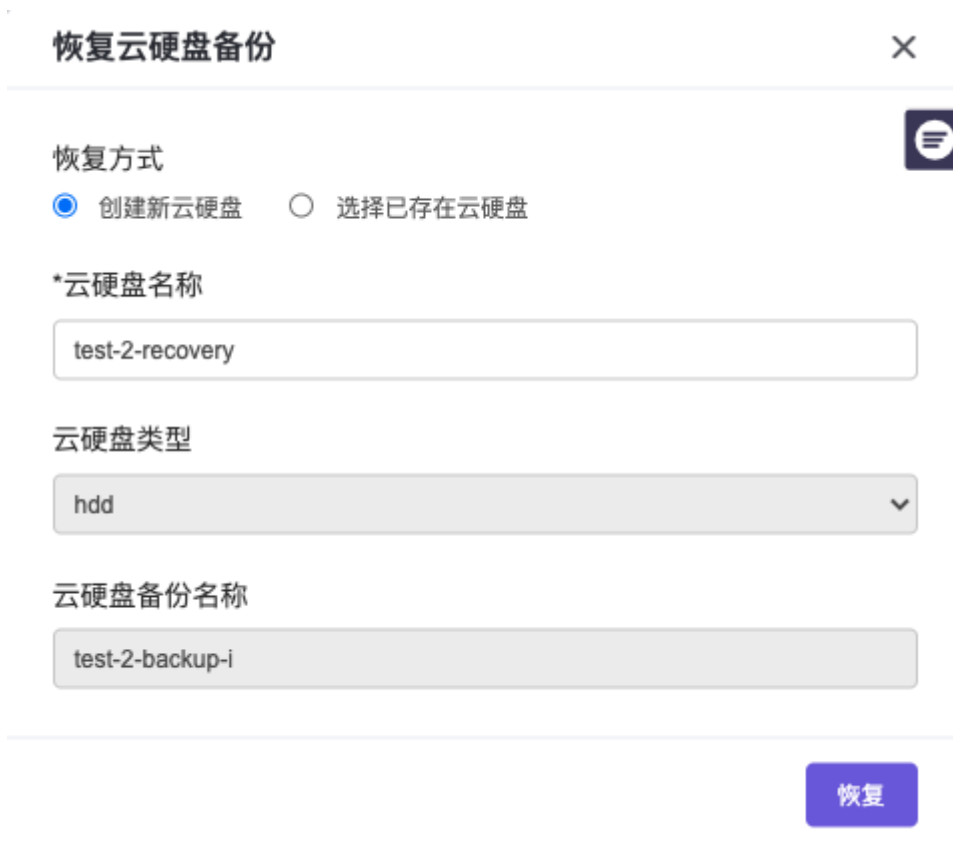 恢复云硬盘备份
恢复方式
创建新云硬盘 选择已存在云硬盘
*云硬盘名称
test-2-recovery
云硬盘类型
hdd
云硬盘备份名称
test-2-backup-i
恢复